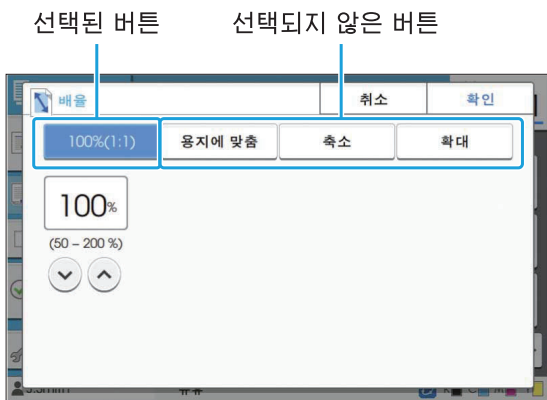 선택된 버튼 선택되지 않은 버튼
배율 취소 확인
100%(1:1) 용지에 맞춤 축소 확대
100%
(50 – 200 %)